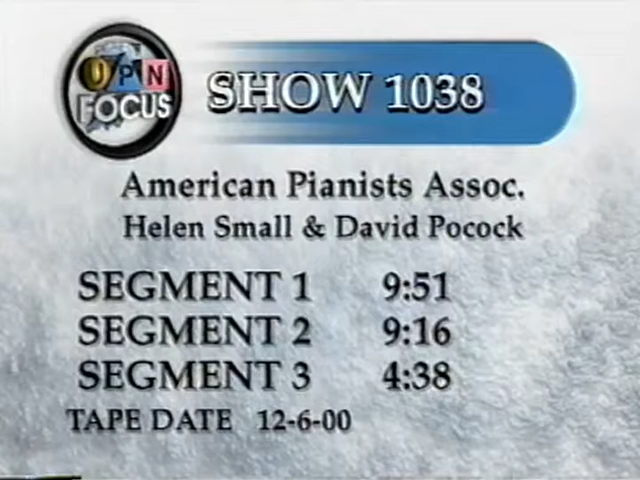 UPN
FOCUS
SHOW 1038
American Pianists Assoc.
Helen Small & David Pocock
SEGMENT 1 9:51
SEGMENT 2 9:16
SEGMENT 3 4:38
TAPE DATE 12-6-00